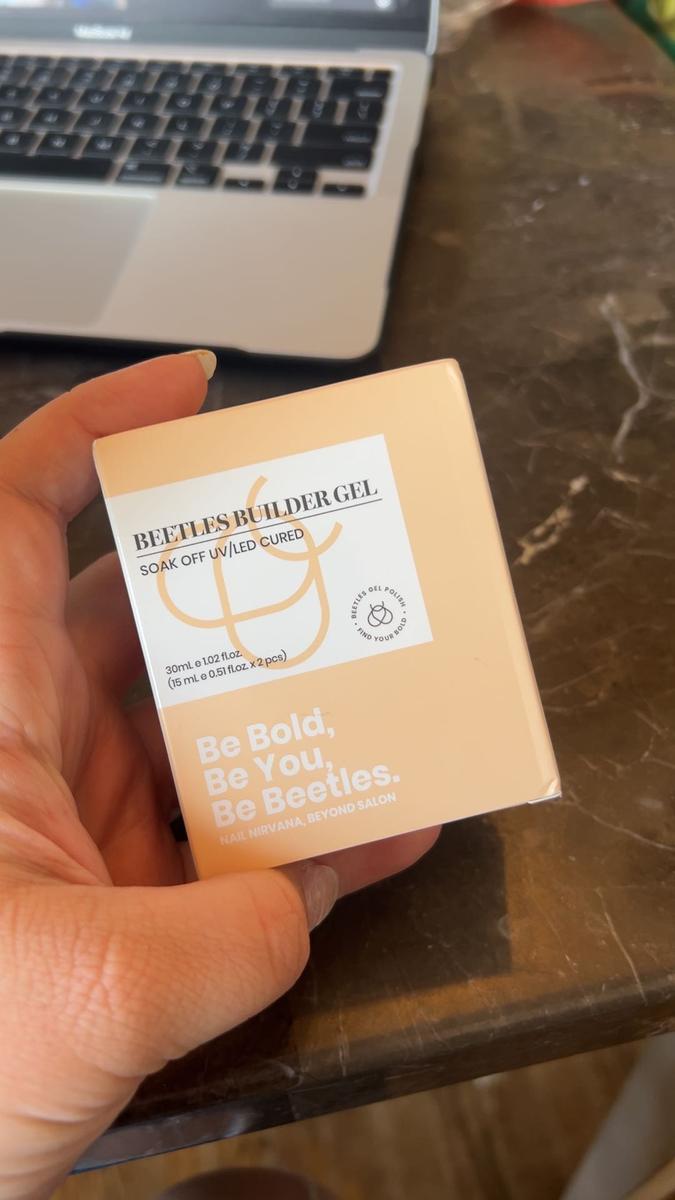 BEETLES BUILDER GEL
SOAK OFF UV/LED CURED
BEETLES GEL POLISH
• FIND YOUR BOLD •
30mL e 1.02 fl.oz.
(15 mL e 0.51 fl.oz. x 2 pcs)
Be Bold,
Be You,
Be Beetles.
NAIL NIRVANA, BEYOND SALON